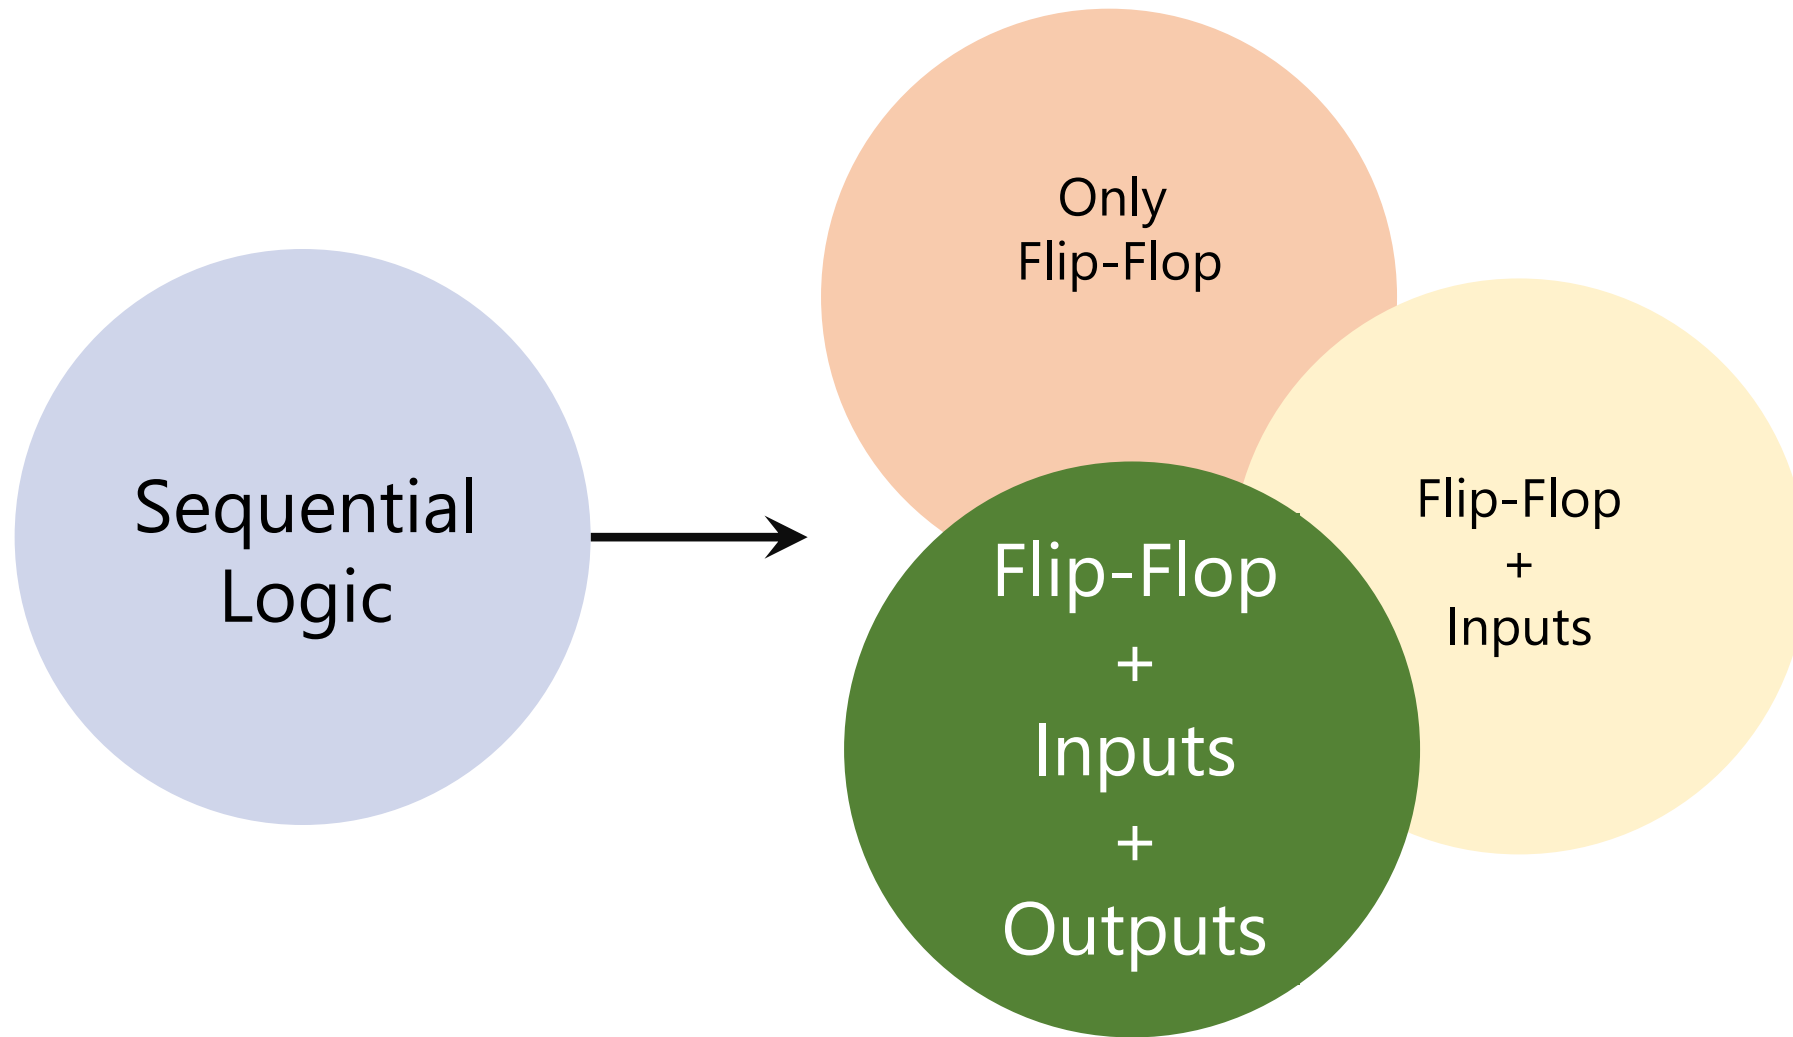 Sequential
Logic
Only
Flip-Flop
Flip-Flop
+
Inputs
Flip-Flop
+
Inputs
+
Outputs